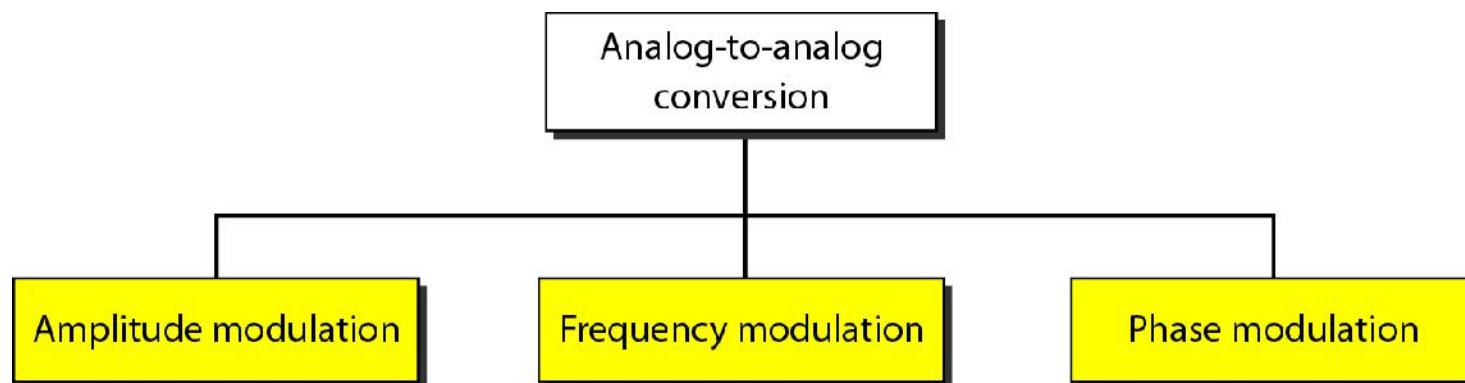 Analog-to-analog
conversion
Amplitude modulation
Frequency modulation
Phase modulation